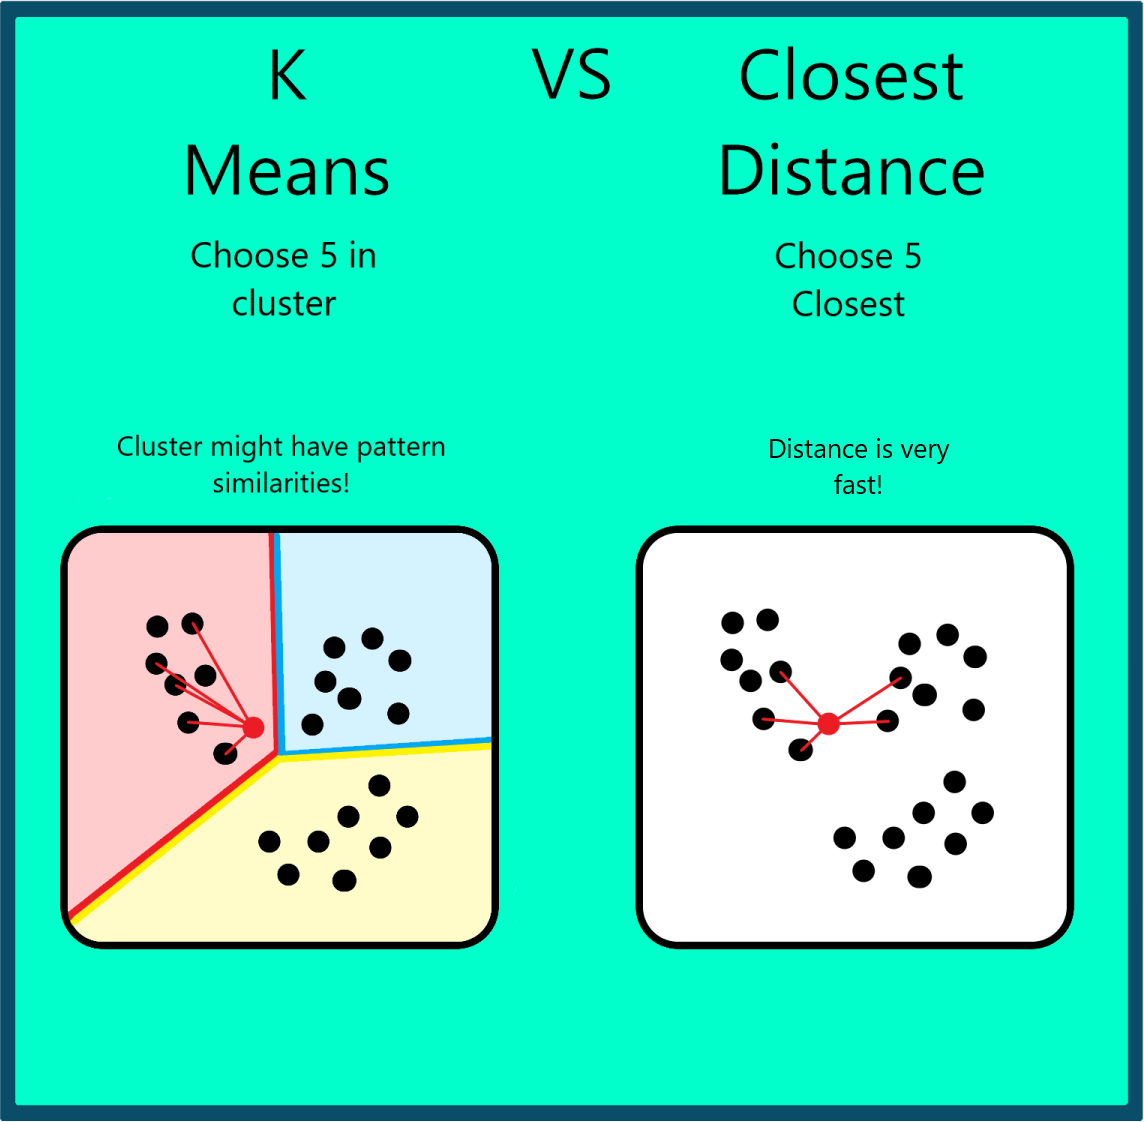 K VS Closest
Means Distance
Choose 5 in
cluster
Choose 5
Closest
Cluster might have pattern
similarities!
Distance is very
fast!